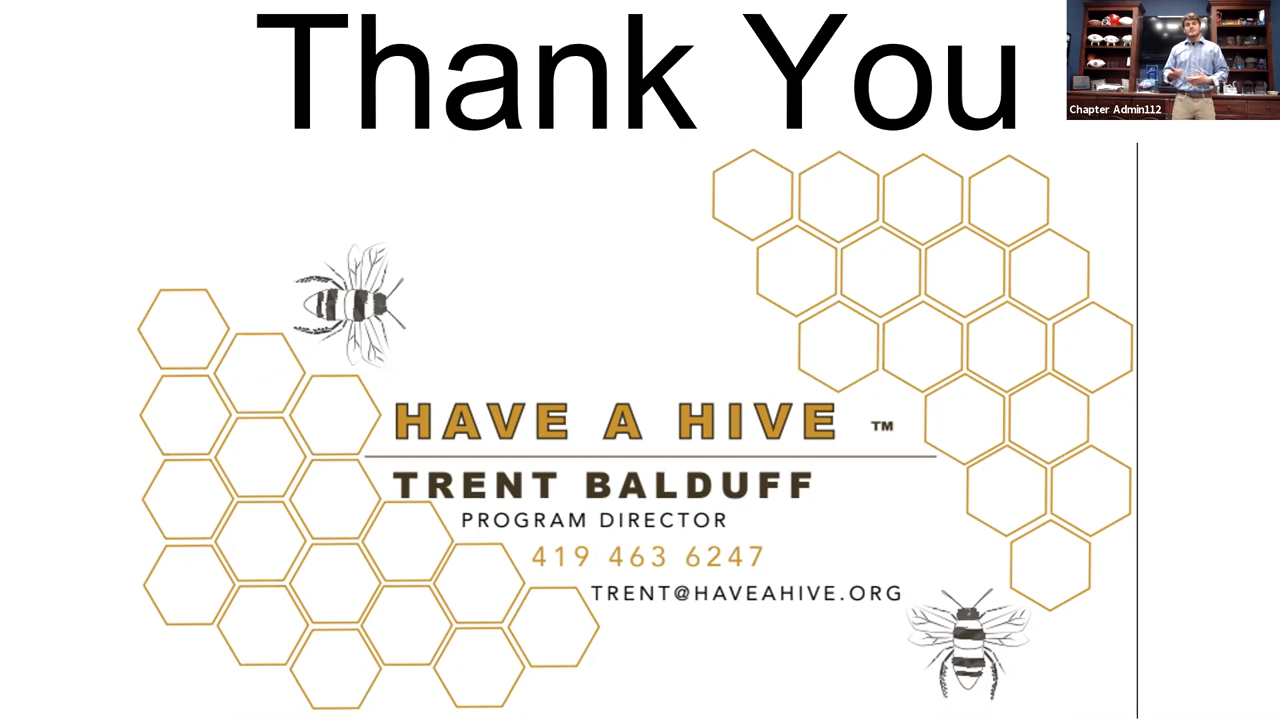 Thank You
Chapter Admin112
HAVE A HIVE ™
TRENT BALDUFF
PROGRAM DIRECTOR
419 463 6247
TRENT@HAVEAHIVE.ORG